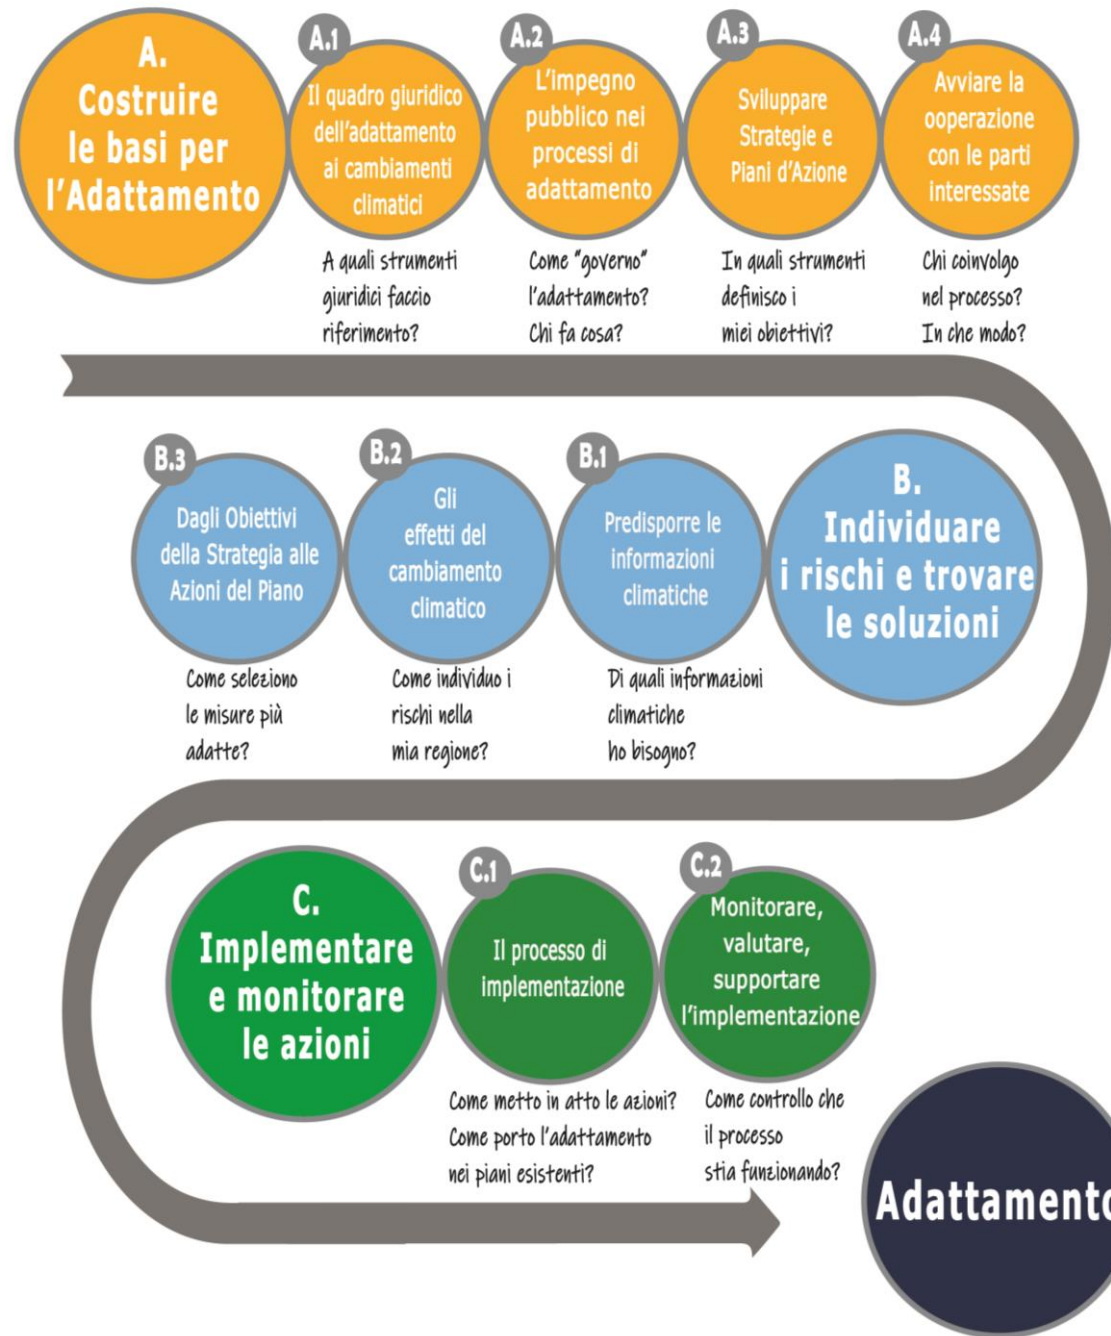 A.
Costruire
le basi per
l'Adattamento
A.1
Il quadro giuridico
dell'adattamento
ai cambiamenti
climatici
A quali strumenti
giuridici faccio
riferimento?
A.2
L'impegno
pubblico nei
processi di
adattamento
Come "governo"
l'adattamento?
Chi fa cosa?
A.3
Sviluppare
Strategie e
Piani d'Azione
In quali strumenti
definisco i
miei obiettivi?
A.4
Avviare la
ooperazione
con le parti
interessate
Chi coinvolgo
nel processo?
In che modo?
B.
Individuare
i rischi e trovare
le soluzioni
B.1
Predisporre le
informazioni
climatiche
Di quali informazioni
climatiche
ho bisogno?
B.2
Gli
effetti del
cambiamento
climatico
Come individuo i
rischi nella
mia regione?
B.3
Dagli Obiettivi
della Strategia alle
Azioni del Piano
Come seleziono
le misure più
adatte?
C.
Implementare
e monitorare
le azioni
C.1
Il processo di
implementazione
Come metto in atto le azioni?
Come porto l'adattamento
nei piani esistenti?
C.2
Monitorare,
valutare,
supportare
l'implementazione
Come controllo che
il processo
stia funzionando?
Adattamento